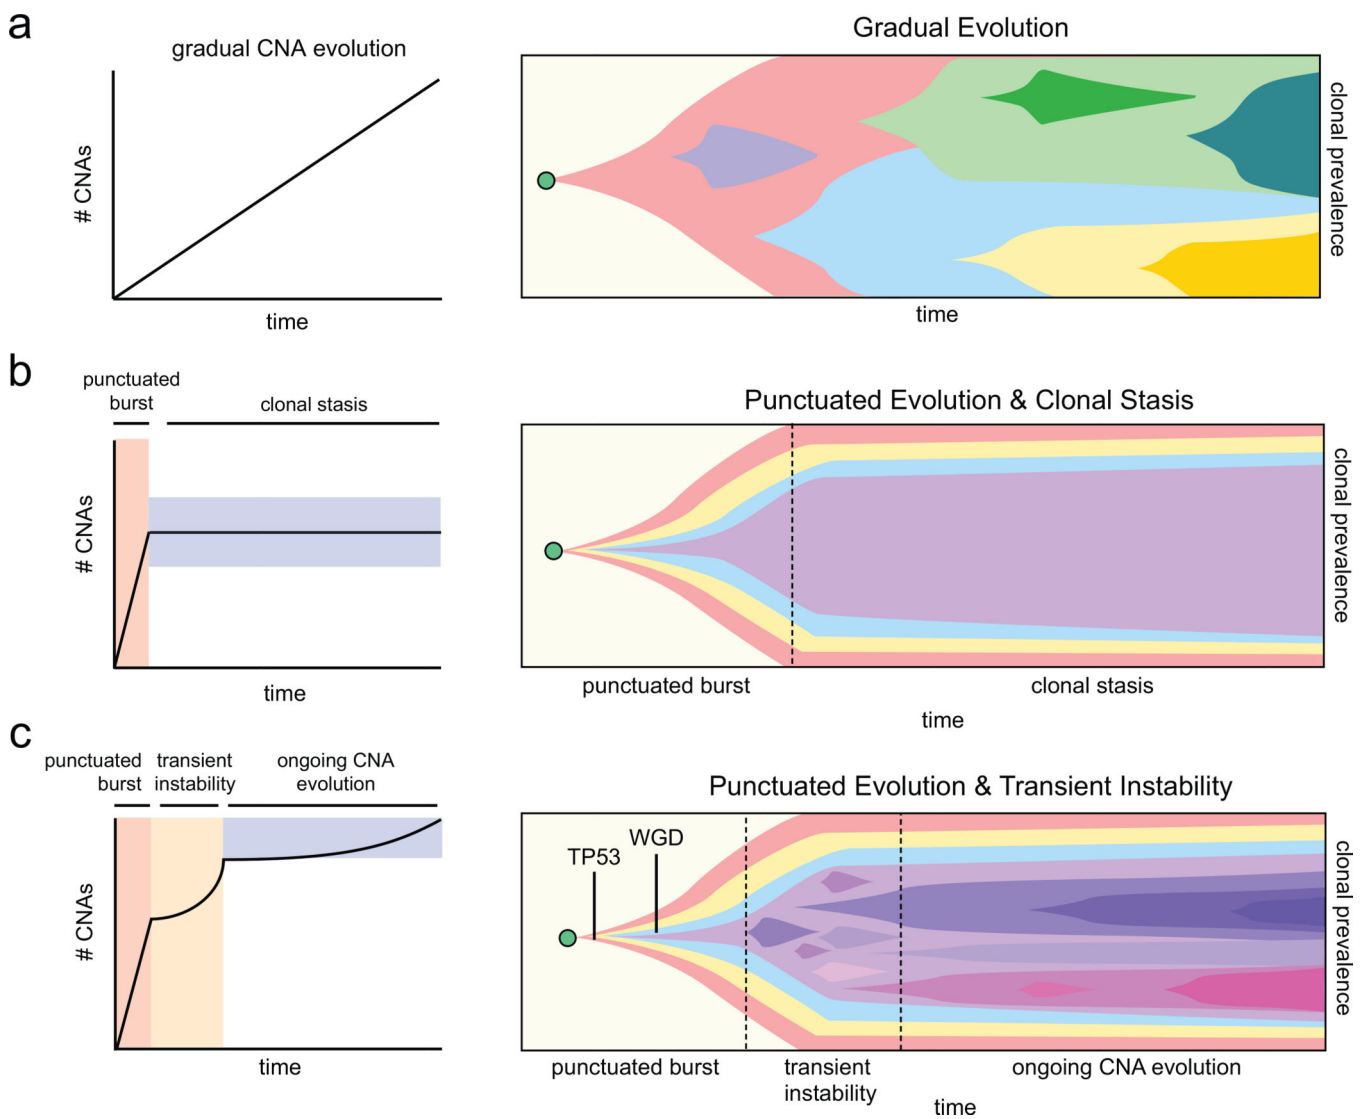 a
gradual CNA evolution
# CNAs
time
Gradual Evolution
clonal prevalence
time
b
punctuated
burst
clonal stasis
# CNAs
time
Punctuated Evolution & Clonal Stasis
clonal prevalence
punctuated burst
clonal stasis
time
c
punctuated
burst
transient
instability
ongoing CNA
evolution
# CNAs
time
Punctuated Evolution & Transient Instability
TP53
WGD
clonal prevalence
punctuated burst
transient
instability
ongoing CNA evolution
time